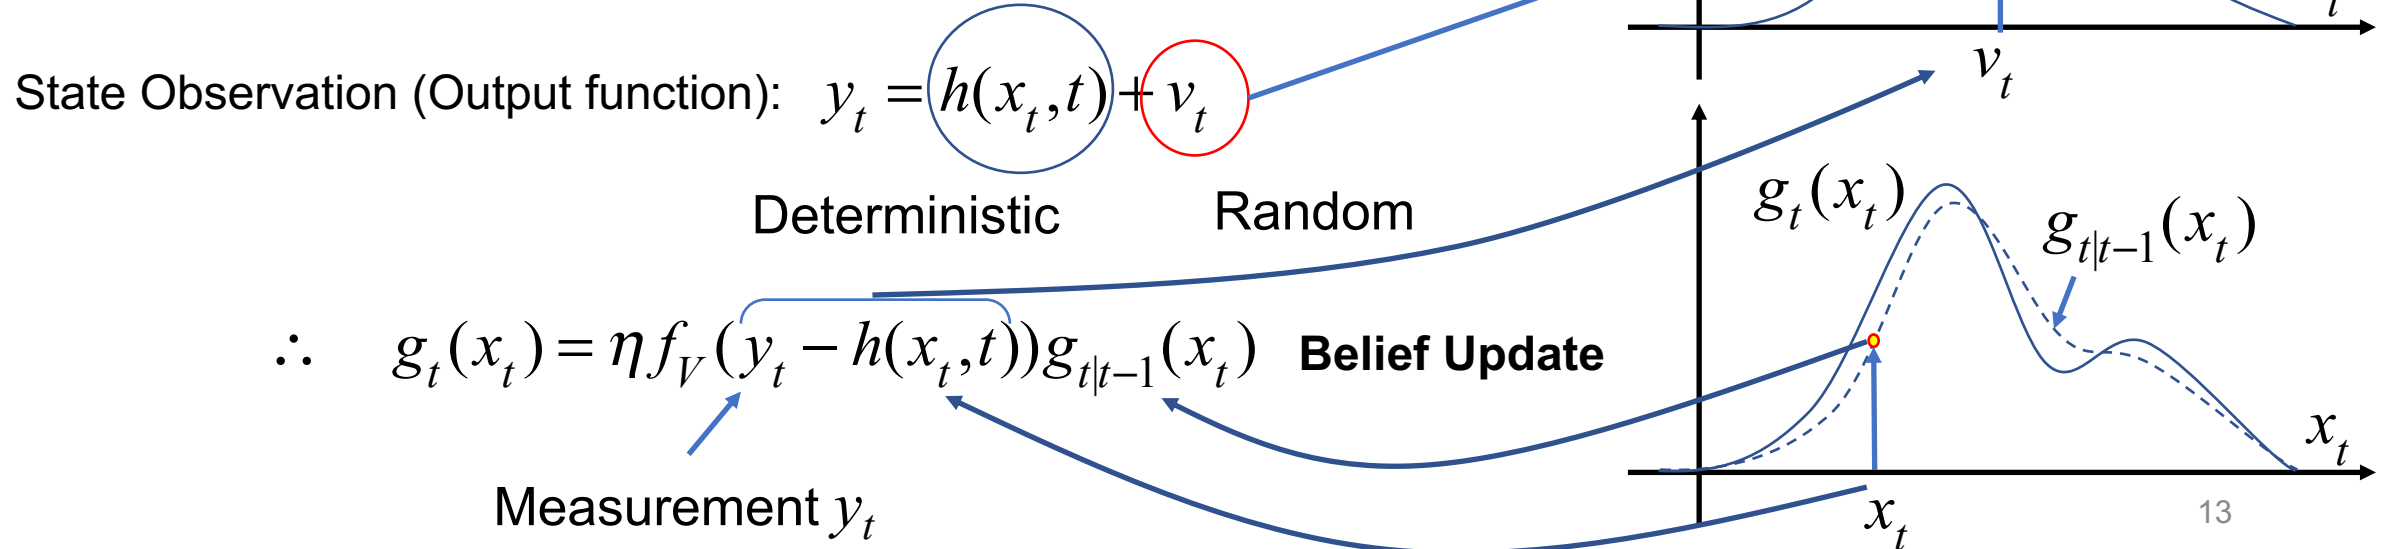 t
v_t
State Observation (Output function): y_t = h(x_t,t) + v_t
Deterministic Random
g_t(x_t)
g_{t|t−1}(x_t)
∴ g_t(x_t) = η f_V(y_t − h(x_t,t)) g_{t|t−1}(x_t) Belief Update
x_t
Measurement y_t
x_t
13